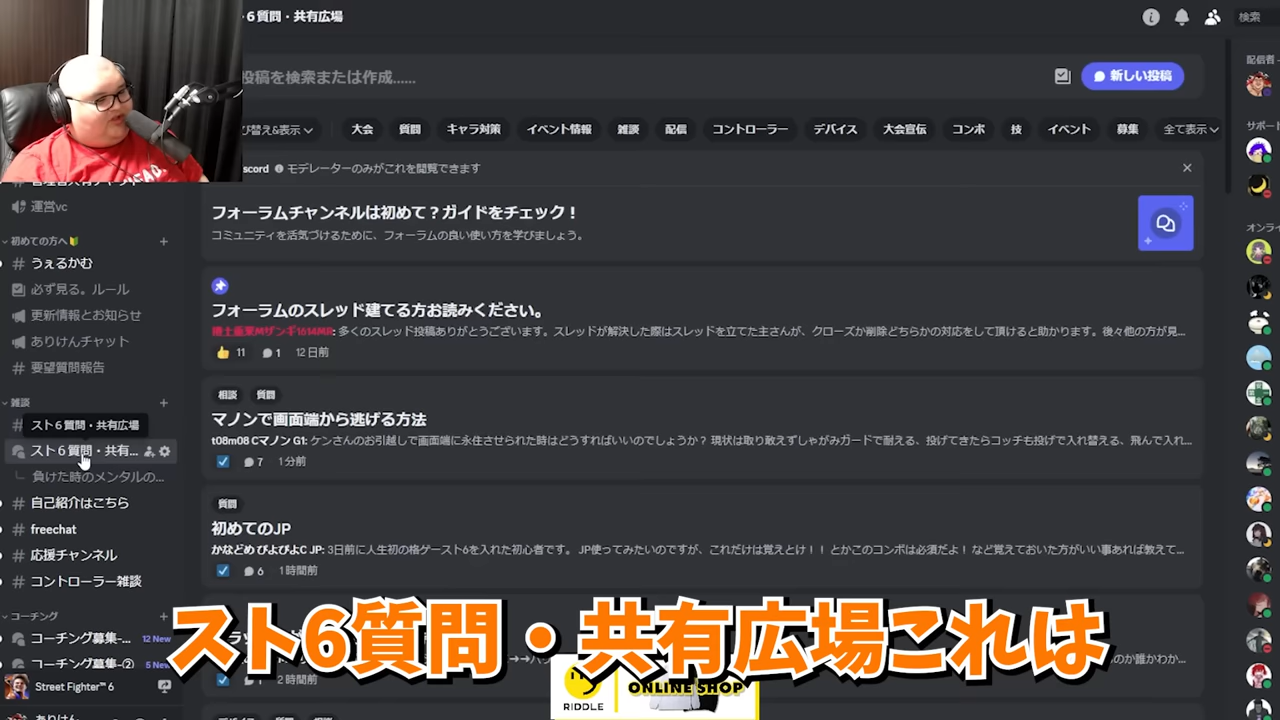 6 質問・共有広場
検索
投稿を検索または作成......
新しい投稿
び替え&表示
大会
質問
キャラ対策
イベント情報
雑談
配信
コントローラー
デバイス
大会宣伝
コンボ
技
イベント
募集
全て表示
scord モデレーターのみがこれを閲覧できます
フォーラムチャンネルは初めて？ガイドをチェック！
コミュニティを活気づけるために、フォーラムの良い使い方を学びましょう。
フォーラムのスレッド建てる方お読みください。
多くのスレッド投稿ありがとうございます。スレッドが解決した際はスレッドを立てた主さんが、クローズか削除どちらかの対応をして頂けると助かります。後々他の方が見...
11
1
12日前
相談
質問
マノンで画面端から逃げる方法
t08m08 Cマノン G1: ケンさんのお引越しで画面端に永住させられた時はどうすればいいのでしょうか？ 現状は取り敢えずしゃがみガードで耐える、投げてきたらコッチも投げで入れ替える、飛んで入れ...
7
1分前
質問
初めてのJP
かなどめ ぴよぴよC JP: 3日前に人生初の格ゲースト6を入れた初心者です。 JP使ってみたいのですが、これだけは覚えとけ！！ とかこのコンボは必須だよ！ など覚えておいた方がいい事あれば教えて...
6
1時間前
2時間前
運営vc
初めての方へ
うぇるかむ
必ず見る。ルール
更新情報とお知らせ
ありけんチャット
要望質問報告
雑談
スト６質問・共有広場
スト６質問・共有...
負けた時のメンタルの...
自己紹介はこちら
freechat
応援チャンネル
コントローラー雑談
コーチング
コーチング募集-...
12 New
コーチング募集-②
5 New
Street Fighter™ 6
ありけん
配信者
サポート
オンライ
スト6質問・共有広場これは
RIDDLE
ONLINE SHOP